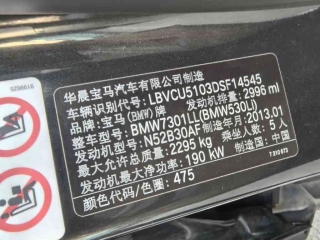 华晨宝马汽车有限公司制造
车辆识别代号: LBVCU5103DSF14545
品牌: 宝马(BMW)牌 发动机排量: 2996 ml
整车型号: BMW7301LL(BMW530LI)
发动机型号: N52B30AF 制造年月: 2013.01
最大允许总质量: 2295 kg 乘坐人数: 5 人
发动机最大净功率: 190 kW 制造国: 中国
颜色代码/色圈: 475